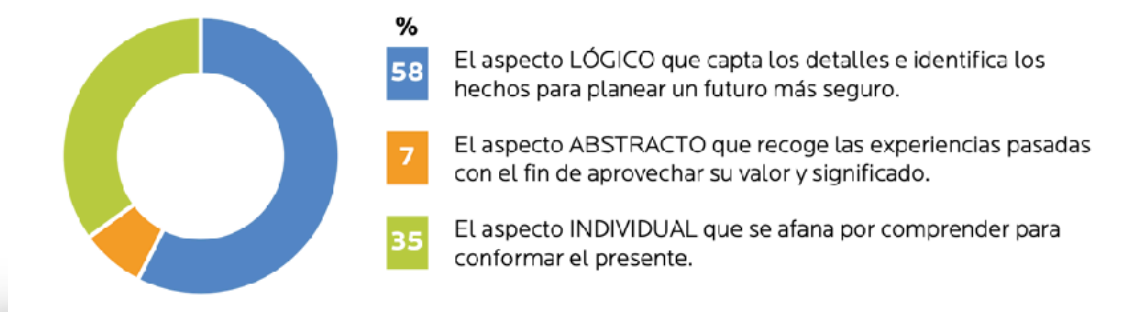 %
58
El aspecto LÓGICO que capta los detalles e identifica los
hechos para planear un futuro más seguro.
7
El aspecto ABSTRACTO que recoge las experiencias pasadas
con el fin de aprovechar su valor y significado.
35
El aspecto INDIVIDUAL que se afana por comprender para
conformar el presente.